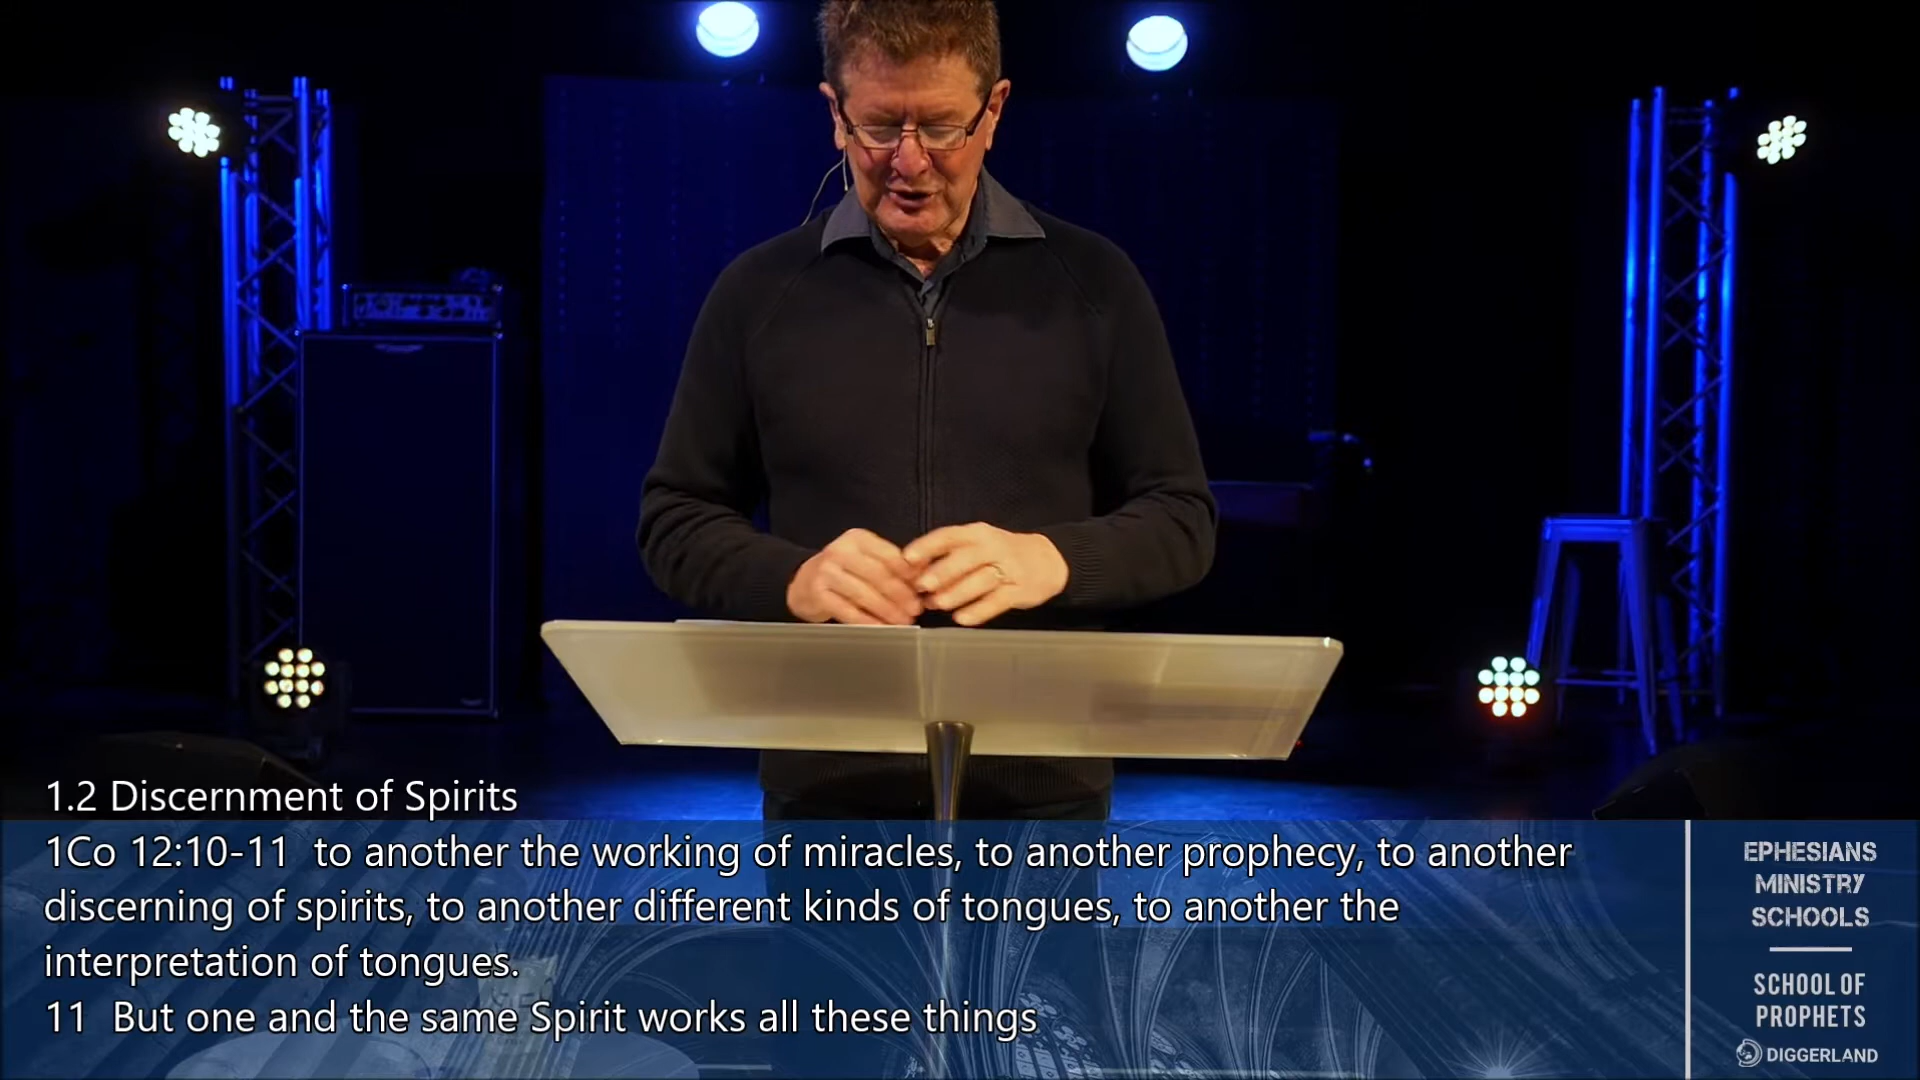 1.2 Discernment of Spirits
1Co 12:10-11  to another the working of miracles, to another prophecy, to another
discerning of spirits, to another different kinds of tongues, to another the
interpretation of tongues.
11  But one and the same Spirit works all these things
EPHESIANS
MINISTRY
SCHOOLS
SCHOOL OF
PROPHETS
DIGGERLAND